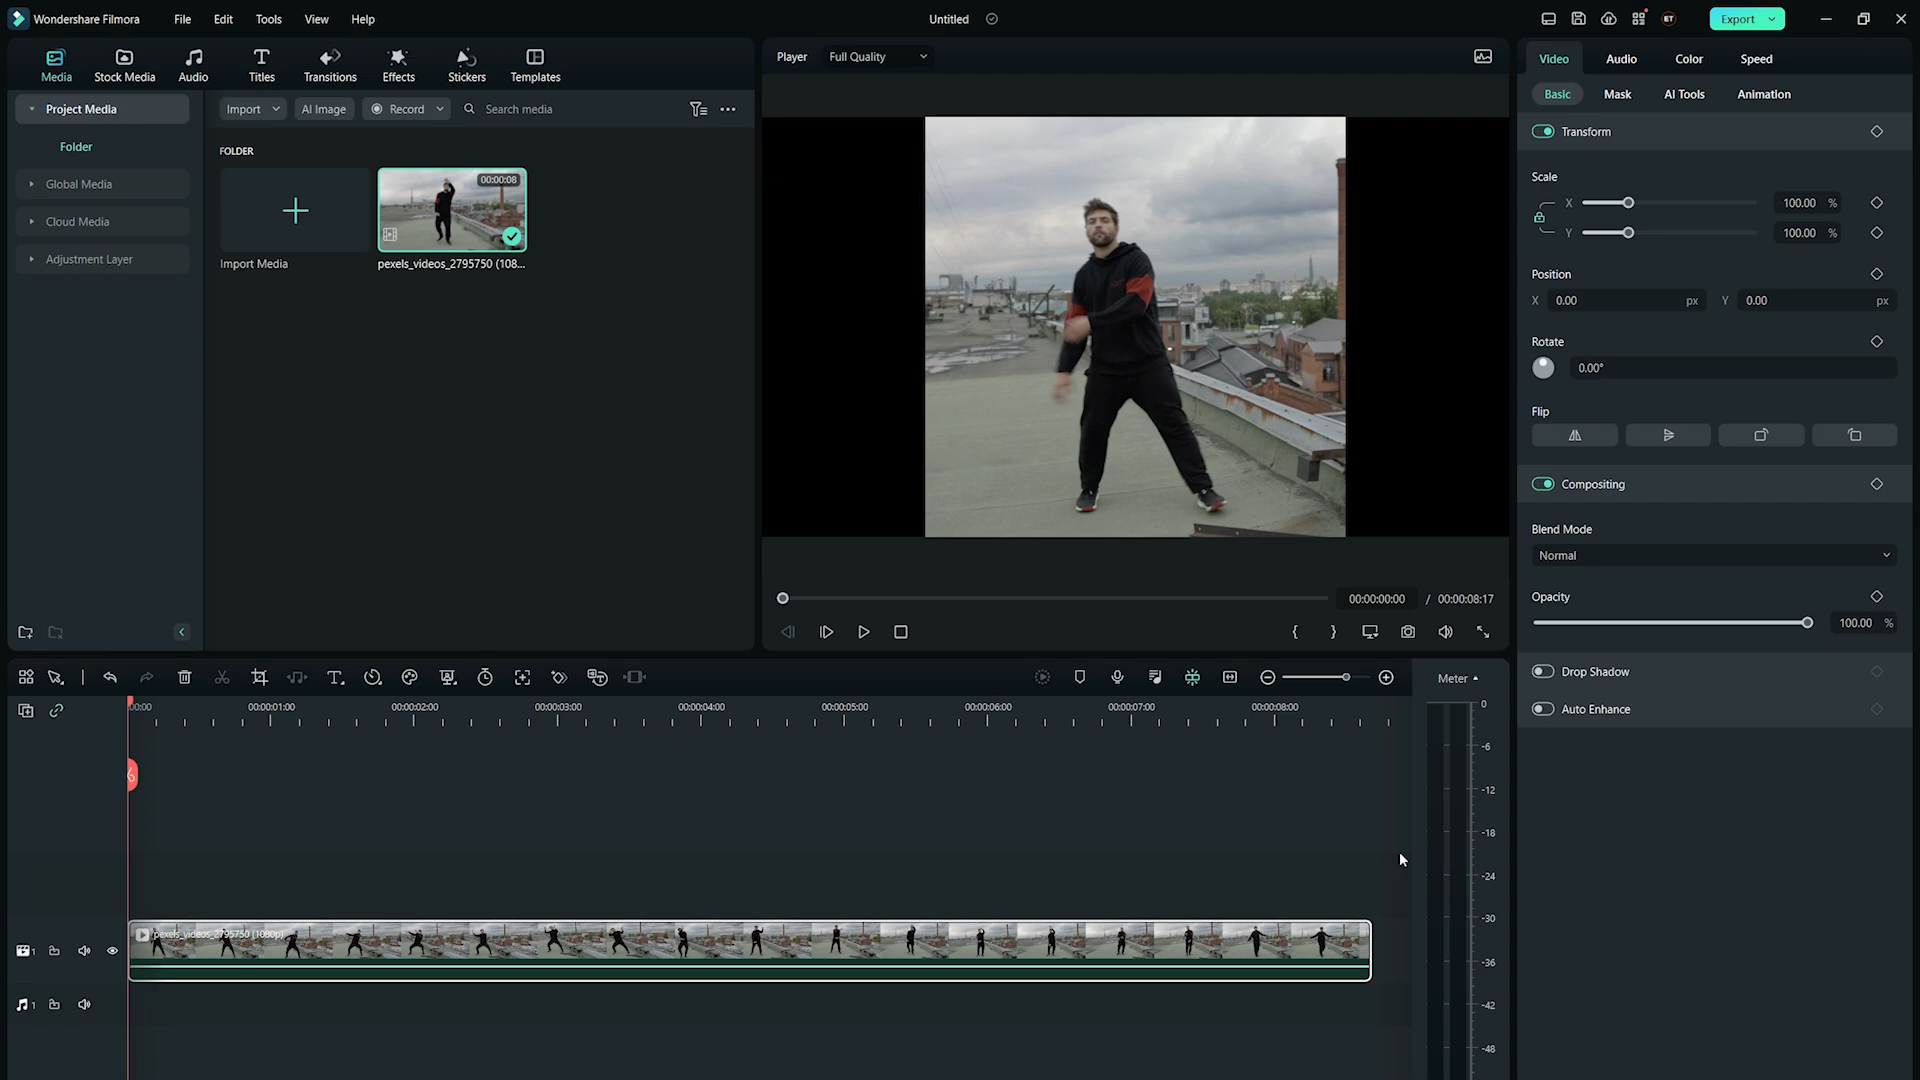 Wondershare Filmora
File
Edit
Tools
View
Help
Untitled
ET
Export
Media
Stock Media
Audio
Titles
Transitions
Effects
Stickers
Templates
Project Media
Folder
Global Media
Cloud Media
Adjustment Layer
Import
AI Image
Record
Search media
FOLDER
00:00:08
Import Media
pexels_videos_2795750 (108...
Player
Full Quality
00:00:00:00 / 00:00:08:17
Video
Audio
Color
Speed
Basic
Mask
AI Tools
Animation
Transform
Scale
X 100.00 %
Y 100.00 %
Position
X 0.00 px Y 0.00 px
Rotate
0.00°
Flip
Compositing
Blend Mode
Normal
Opacity
100.00 %
Drop Shadow
Auto Enhance
Meter
:00:00
00:00:01:00
00:00:02:00
00:00:03:00
00:00:04:00
00:00:05:00
00:00:06:00
00:00:07:00
00:00:08:00
0
-6
-12
-18
-24
-30
-36
-42
-48
1
pexels_videos_2795750 (1080p)
1